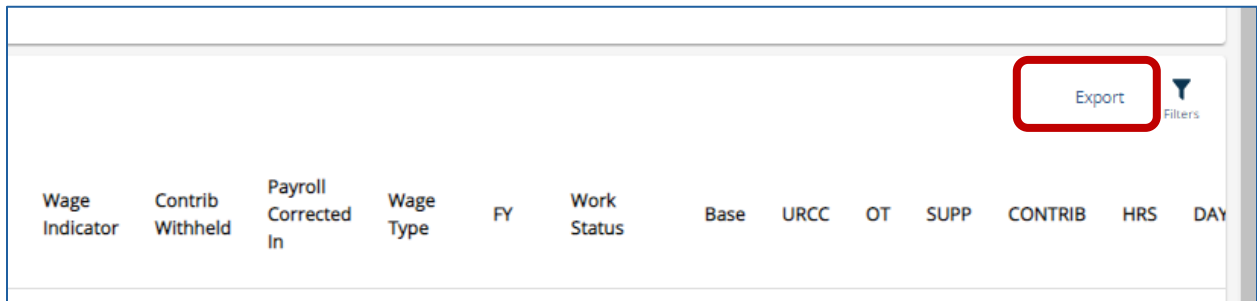 Export
Filters
Wage Indicator
Contrib Withheld
Payroll Corrected In
Wage Type
FY
Work Status
Base
URCC
OT
SUPP
CONTRIB
HRS
DAY